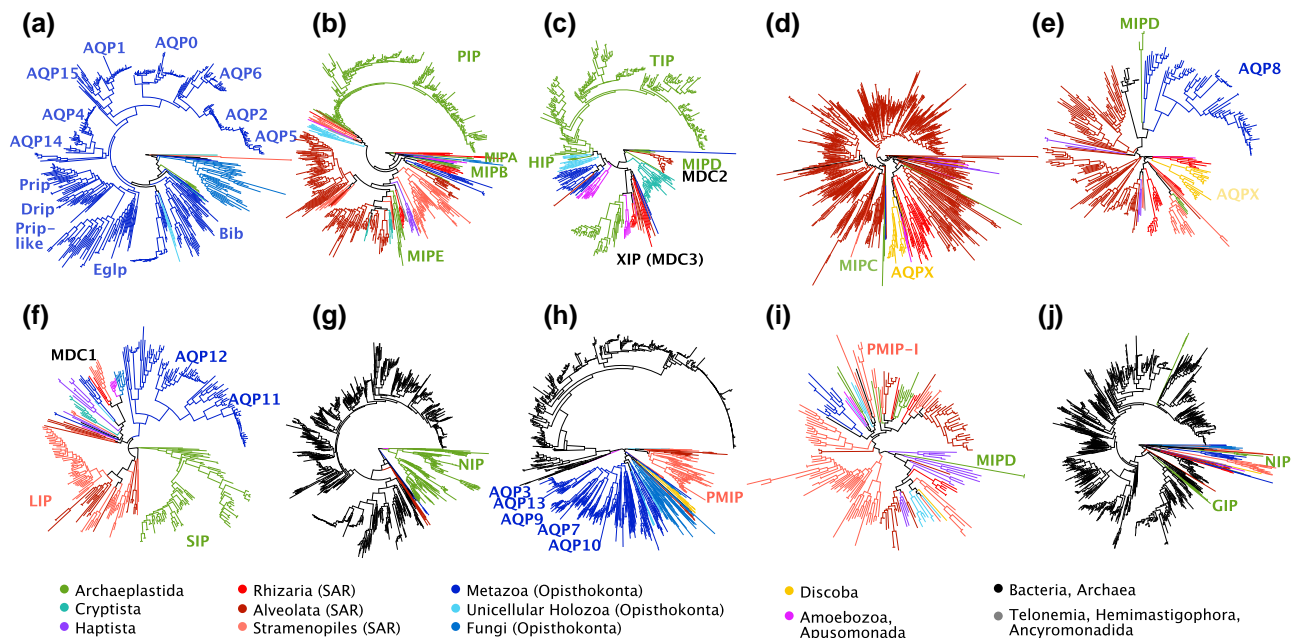 (a)
AQP1
AQP0
AQP15
AQP6
AQP4
AQP2
AQP14
AQP5
Prip
Drip
Prip-
like
Eglp
Bib
(b)
PIP
MIPA
MIPB
MIPE
(c)
TIP
HIP
MIPD
MDC2
XIP (MDC3)
(d)
MIPC
AQPX
(e)
MIPD
AQP8
AQPX
(f)
MDC1
AQP12
AQP11
LIP
SIP
(g)
NIP
(h)
AQP3
AQP13
AQP9
AQP7
AQP10
PMIP
(i)
PMIP-I
MIPD
(j)
NIP
GIP
Archaeplastida
Cryptista
Haptista
Rhizaria (SAR)
Alveolata (SAR)
Stramenopiles (SAR)
Metazoa (Opisthokonta)
Unicellular Holozoa (Opisthokonta)
Fungi (Opisthokonta)
Discoba
Amoebozoa,
Apusomonada
Bacteria, Archaea
Telonemia, Hemimastigophora,
Ancyromonadida